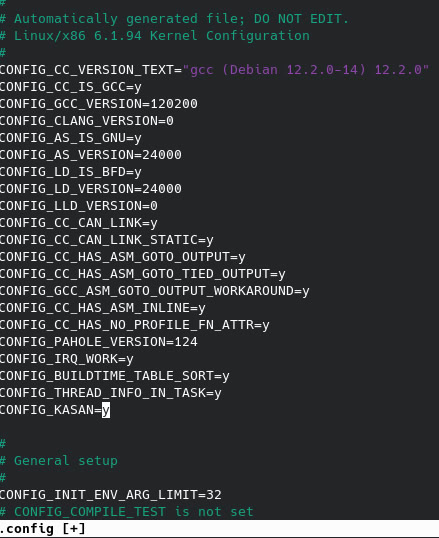 #
# Automatically generated file; DO NOT EDIT.
# Linux/x86 6.1.94 Kernel Configuration
#
CONFIG_CC_VERSION_TEXT="gcc (Debian 12.2.0-14) 12.2.0"
CONFIG_CC_IS_GCC=y
CONFIG_GCC_VERSION=120200
CONFIG_CLANG_VERSION=0
CONFIG_AS_IS_GNU=y
CONFIG_AS_VERSION=24000
CONFIG_LD_IS_BFD=y
CONFIG_LD_VERSION=24000
CONFIG_LLD_VERSION=0
CONFIG_CC_CAN_LINK=y
CONFIG_CC_CAN_LINK_STATIC=y
CONFIG_CC_HAS_ASM_GOTO_OUTPUT=y
CONFIG_CC_HAS_ASM_GOTO_TIED_OUTPUT=y
CONFIG_GCC_ASM_GOTO_OUTPUT_WORKAROUND=y
CONFIG_CC_HAS_ASM_INLINE=y
CONFIG_CC_HAS_NO_PROFILE_FN_ATTR=y
CONFIG_PAHOLE_VERSION=124
CONFIG_IRQ_WORK=y
CONFIG_BUILDTIME_TABLE_SORT=y
CONFIG_THREAD_INFO_IN_TASK=y
CONFIG_KASAN=y
#
# General setup
#
CONFIG_INIT_ENV_ARG_LIMIT=32
# CONFIG_COMPILE_TEST is not set
.config [+]